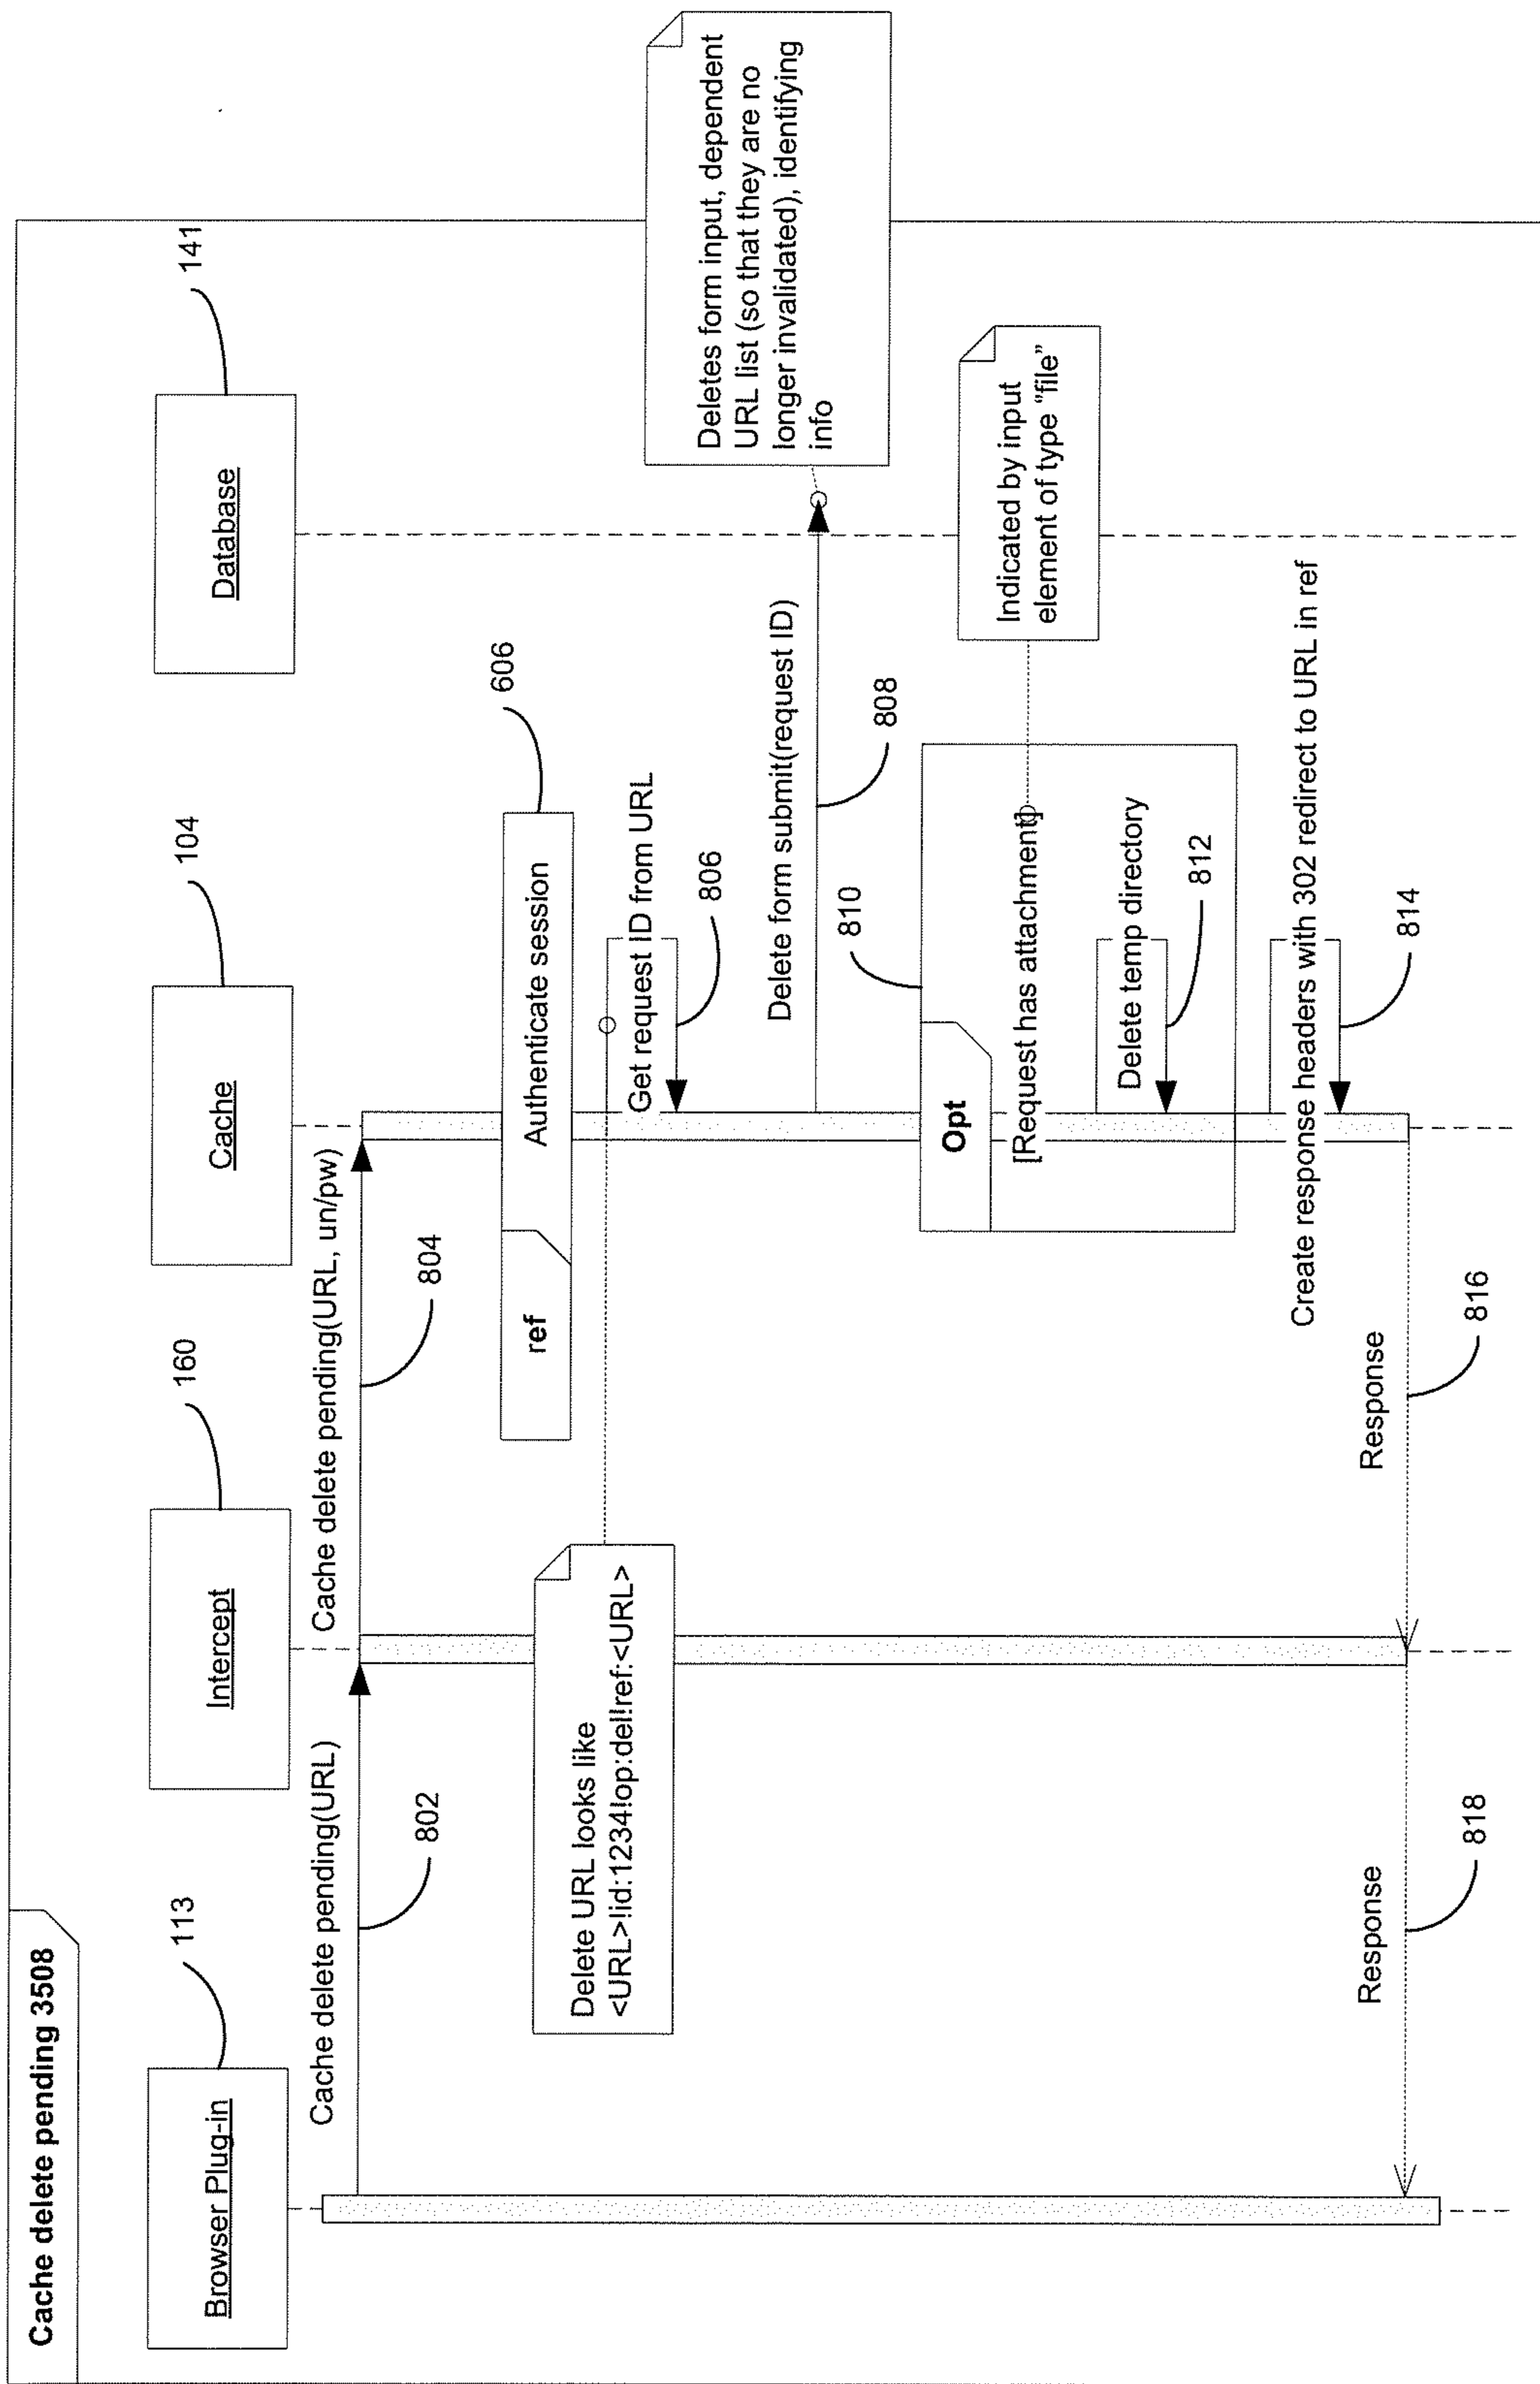 Cache delete pending 3508
113
160
104
141
Browser Plug-in
Intercept
Cache
Database
Cache delete pending(URL)
Cache delete pending(URL, un/pw)
802
804
606
ref
Authenticate session
Delete URL looks like
<URL>!id:1234!op:del!ref:<URL>
Get request ID from URL
806
Delete form submit(request ID)
808
Deletes form input, dependent
URL list (so that they are no
longer invalidated), identifying
info
810
Opt
[Request has attachment]
Indicated by input
element of type "file"
Delete temp directory
812
Create response headers with 302 redirect to URL in ref
814
Response
816
Response
818